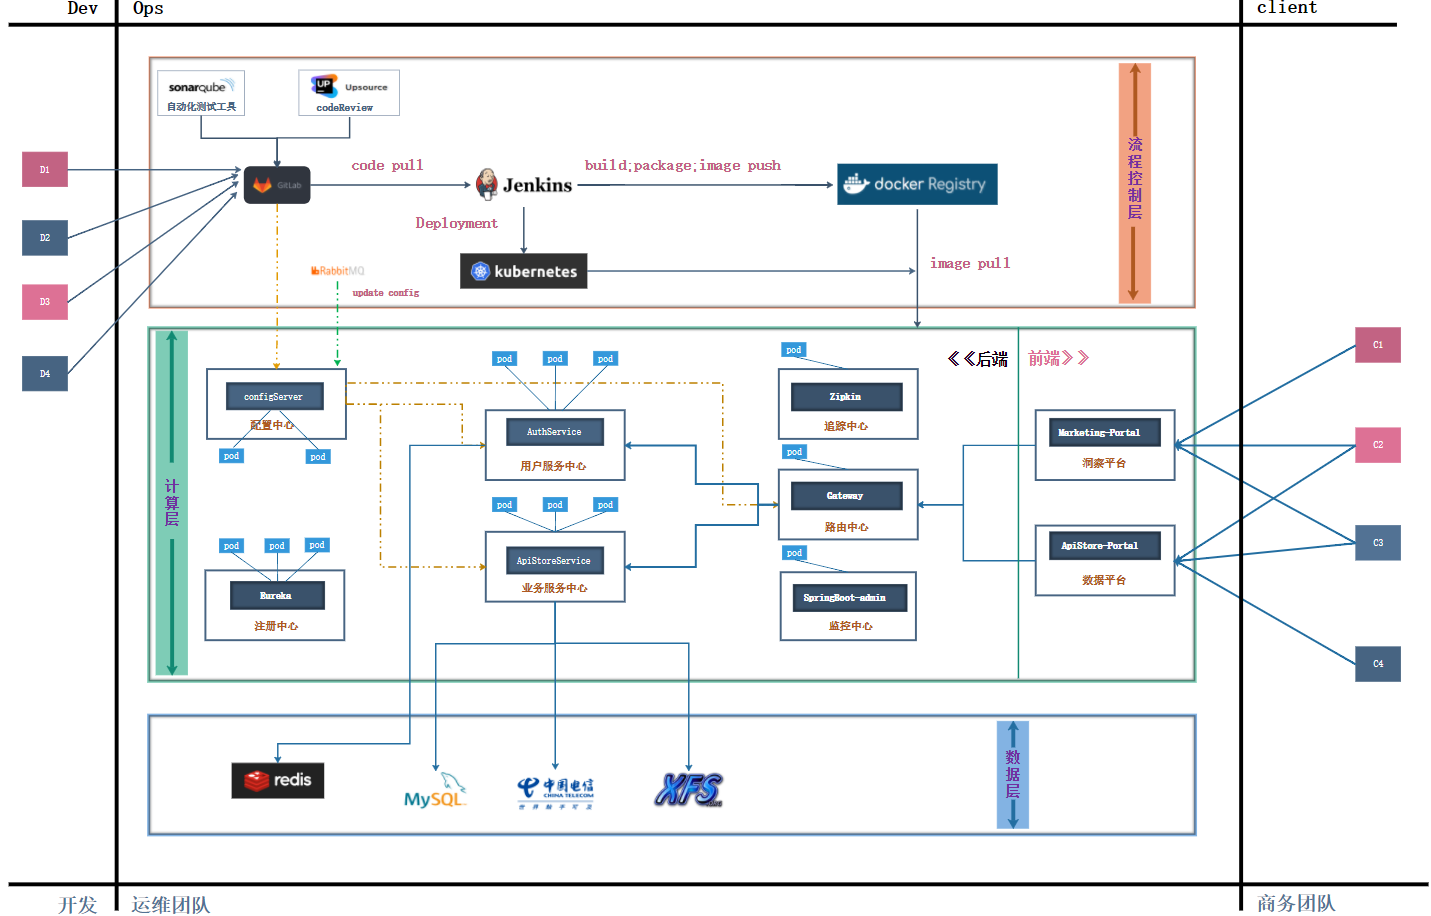 Dev
Ops
client
sonarqube
自动化测试工具
UP
Upsource
codeReview
D1
D2
D3
D4
GitLab
code pull
Jenkins
build;package;image push
docker Registry
Deployment
kubernetes
image pull
RabbitMQ
update config
流程控制层
计算层
《《后端
前端》》
configServer
配置中心
pod
pod
pod
pod
pod
AuthService
用户服务中心
pod
pod
pod
ApiStoreService
业务服务中心
pod
pod
pod
Eureka
注册中心
pod
Zipkin
追踪中心
pod
Gateway
路由中心
pod
SpringBoot-admin
监控中心
Marketing-Portal
洞察平台
ApiStore-Portal
数据平台
C1
C2
C3
C4
redis
MySQL
中国电信
CHINA TELECOM
世界触手可及
XFS
数据层
开发
运维团队
商务团队